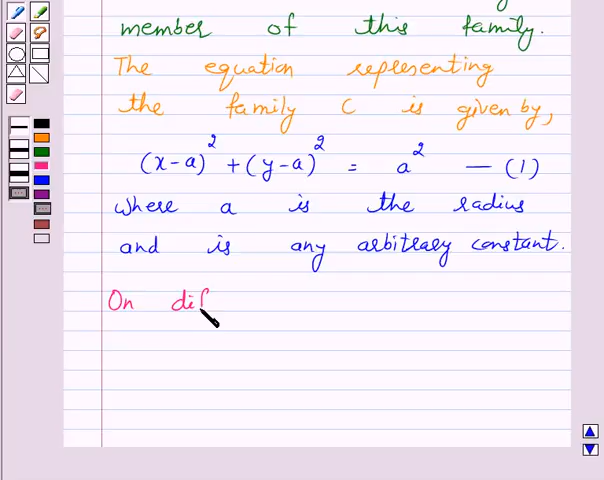 member of this family.
The equation representing
the family C is given by,
(x-a)² + (y-a)² = a² — (1)
where a is the radius
and is any arbitrary constant.
On dif